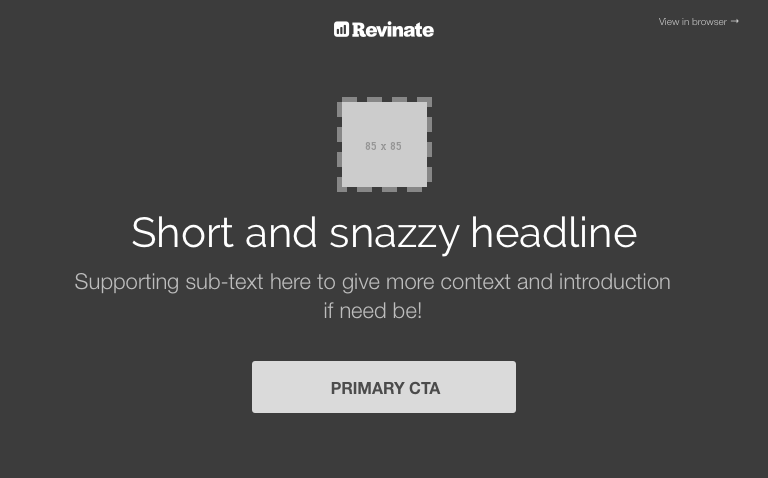 Revinate
View in browser →
85 x 85
Short and snazzy headline
Supporting sub-text here to give more context and introduction
if need be!
PRIMARY CTA